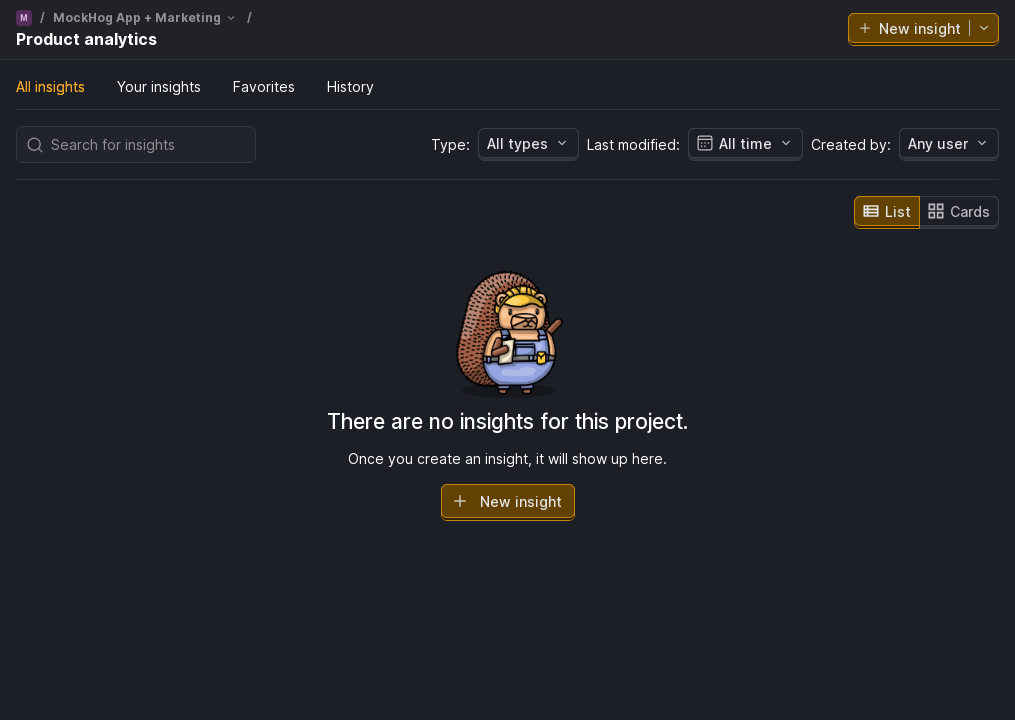 M / MockHog App + Marketing /
Product analytics
New insight
All insights Your insights Favorites History
Search for insights Type: All types Last modified: All time Created by: Any user
List Cards
There are no insights for this project.
Once you create an insight, it will show up here.
New insight